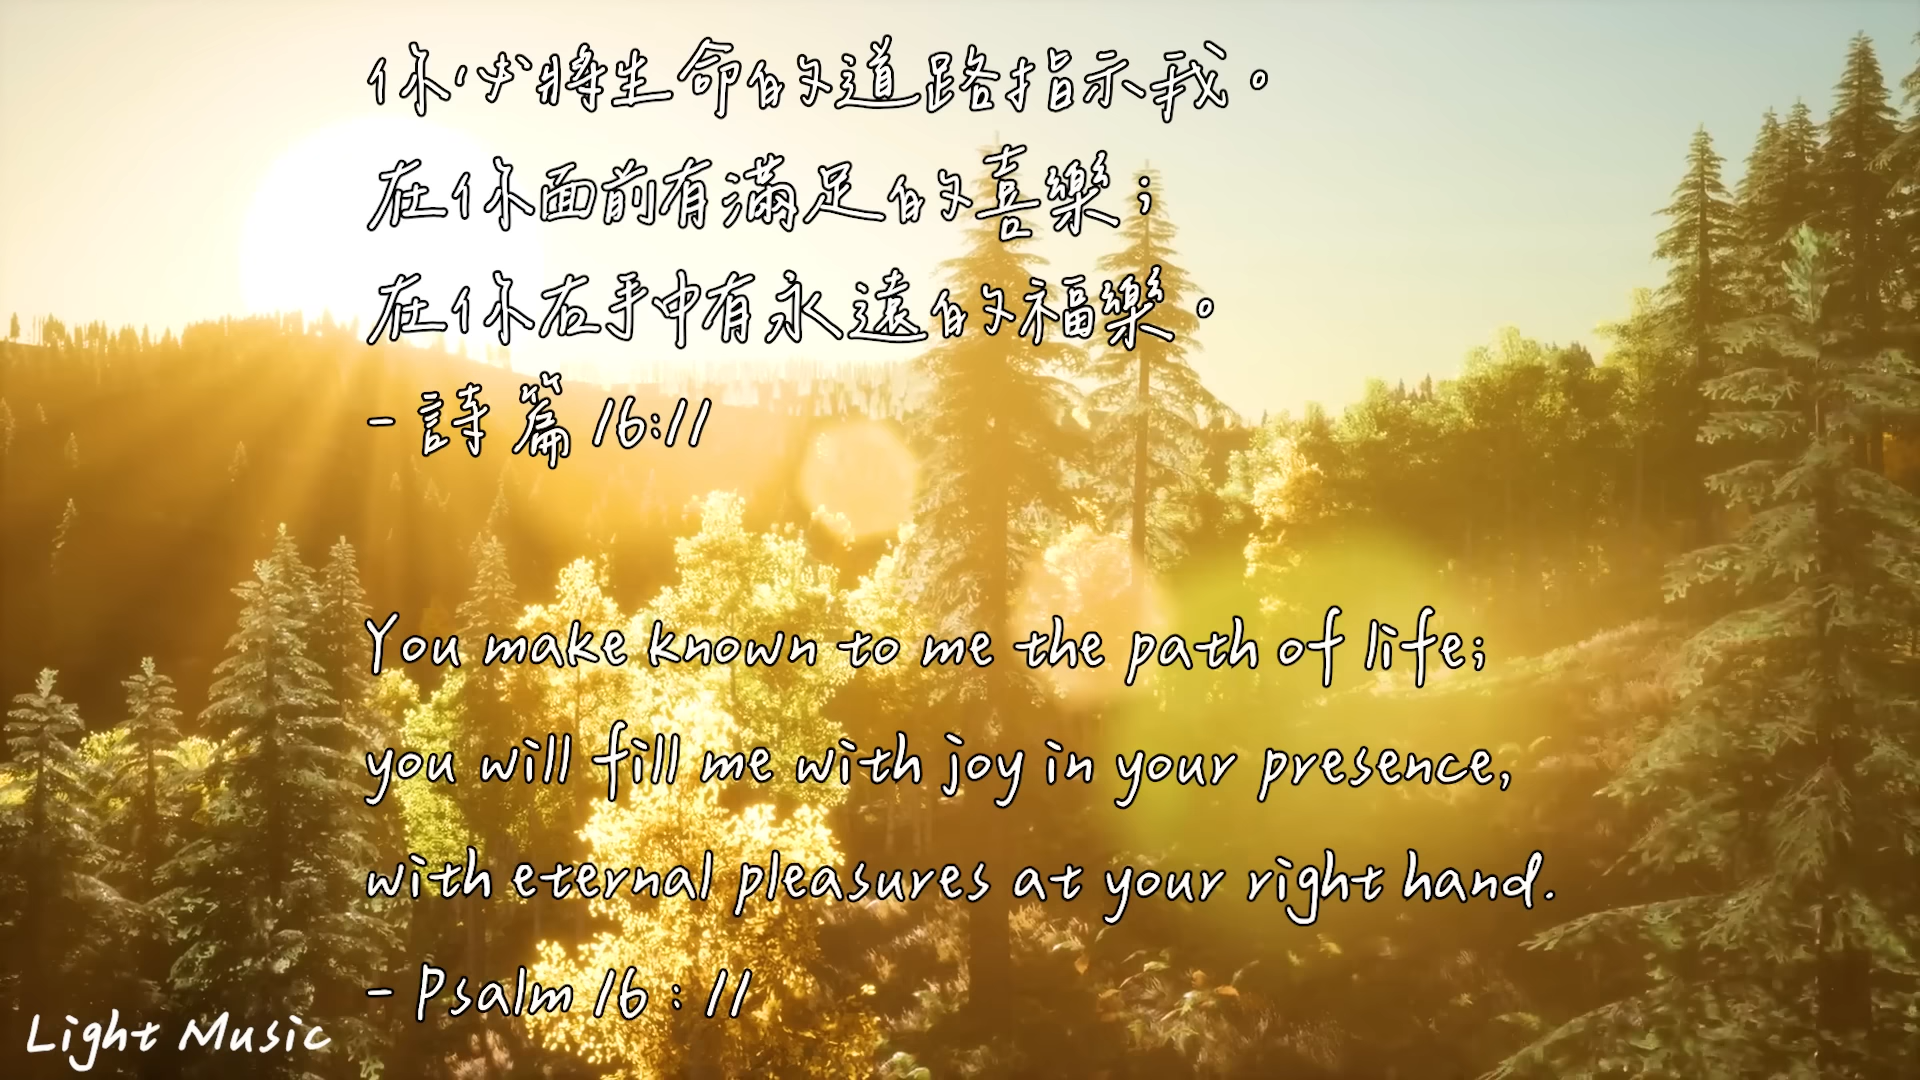 你必將生命的道路指示我。
在你面前有滿足的喜樂；
在你右手中有永遠的福樂。
- 詩篇 16:11
You make known to me the path of life;
you will fill me with joy in your presence,
with eternal pleasures at your right hand.
- Psalm 16 : 11
Light Music